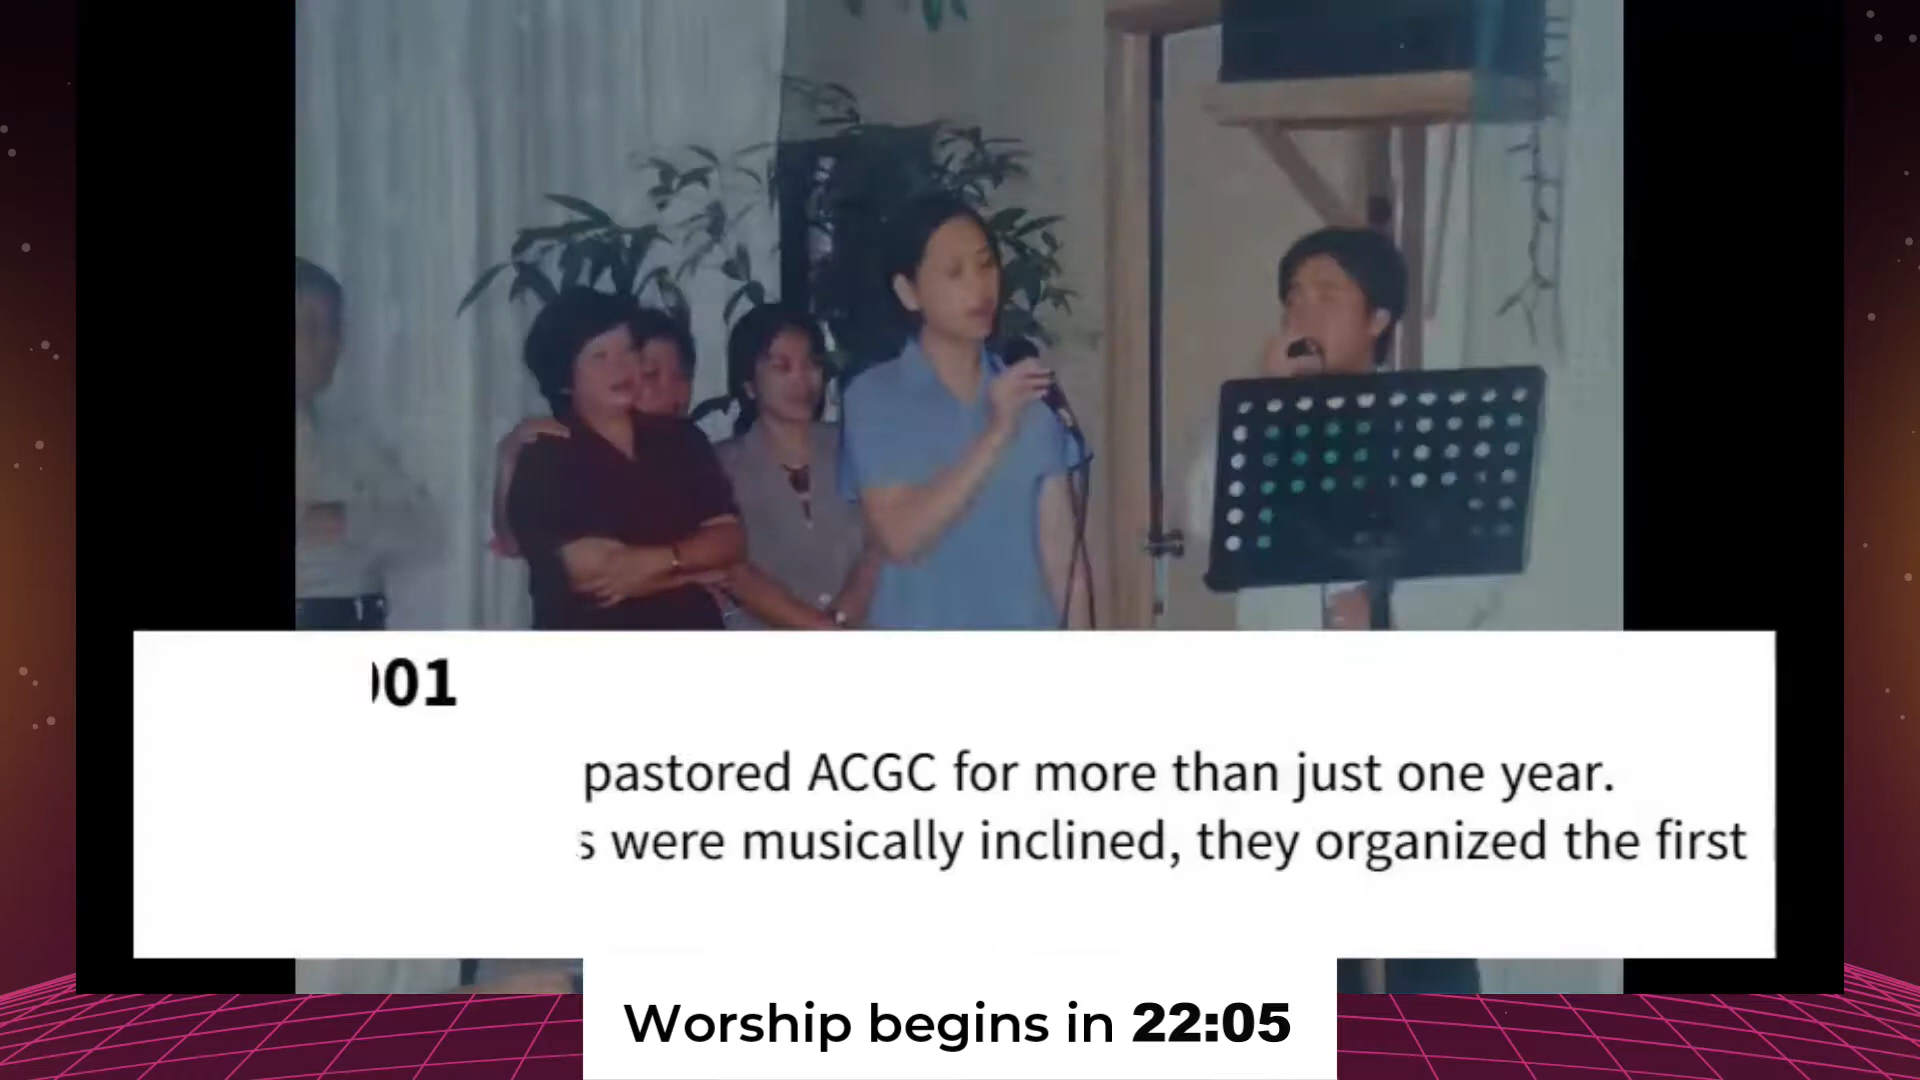 01
pastored ACGC for more than just one year.
were musically inclined, they organized the first
Worship begins in 22:05